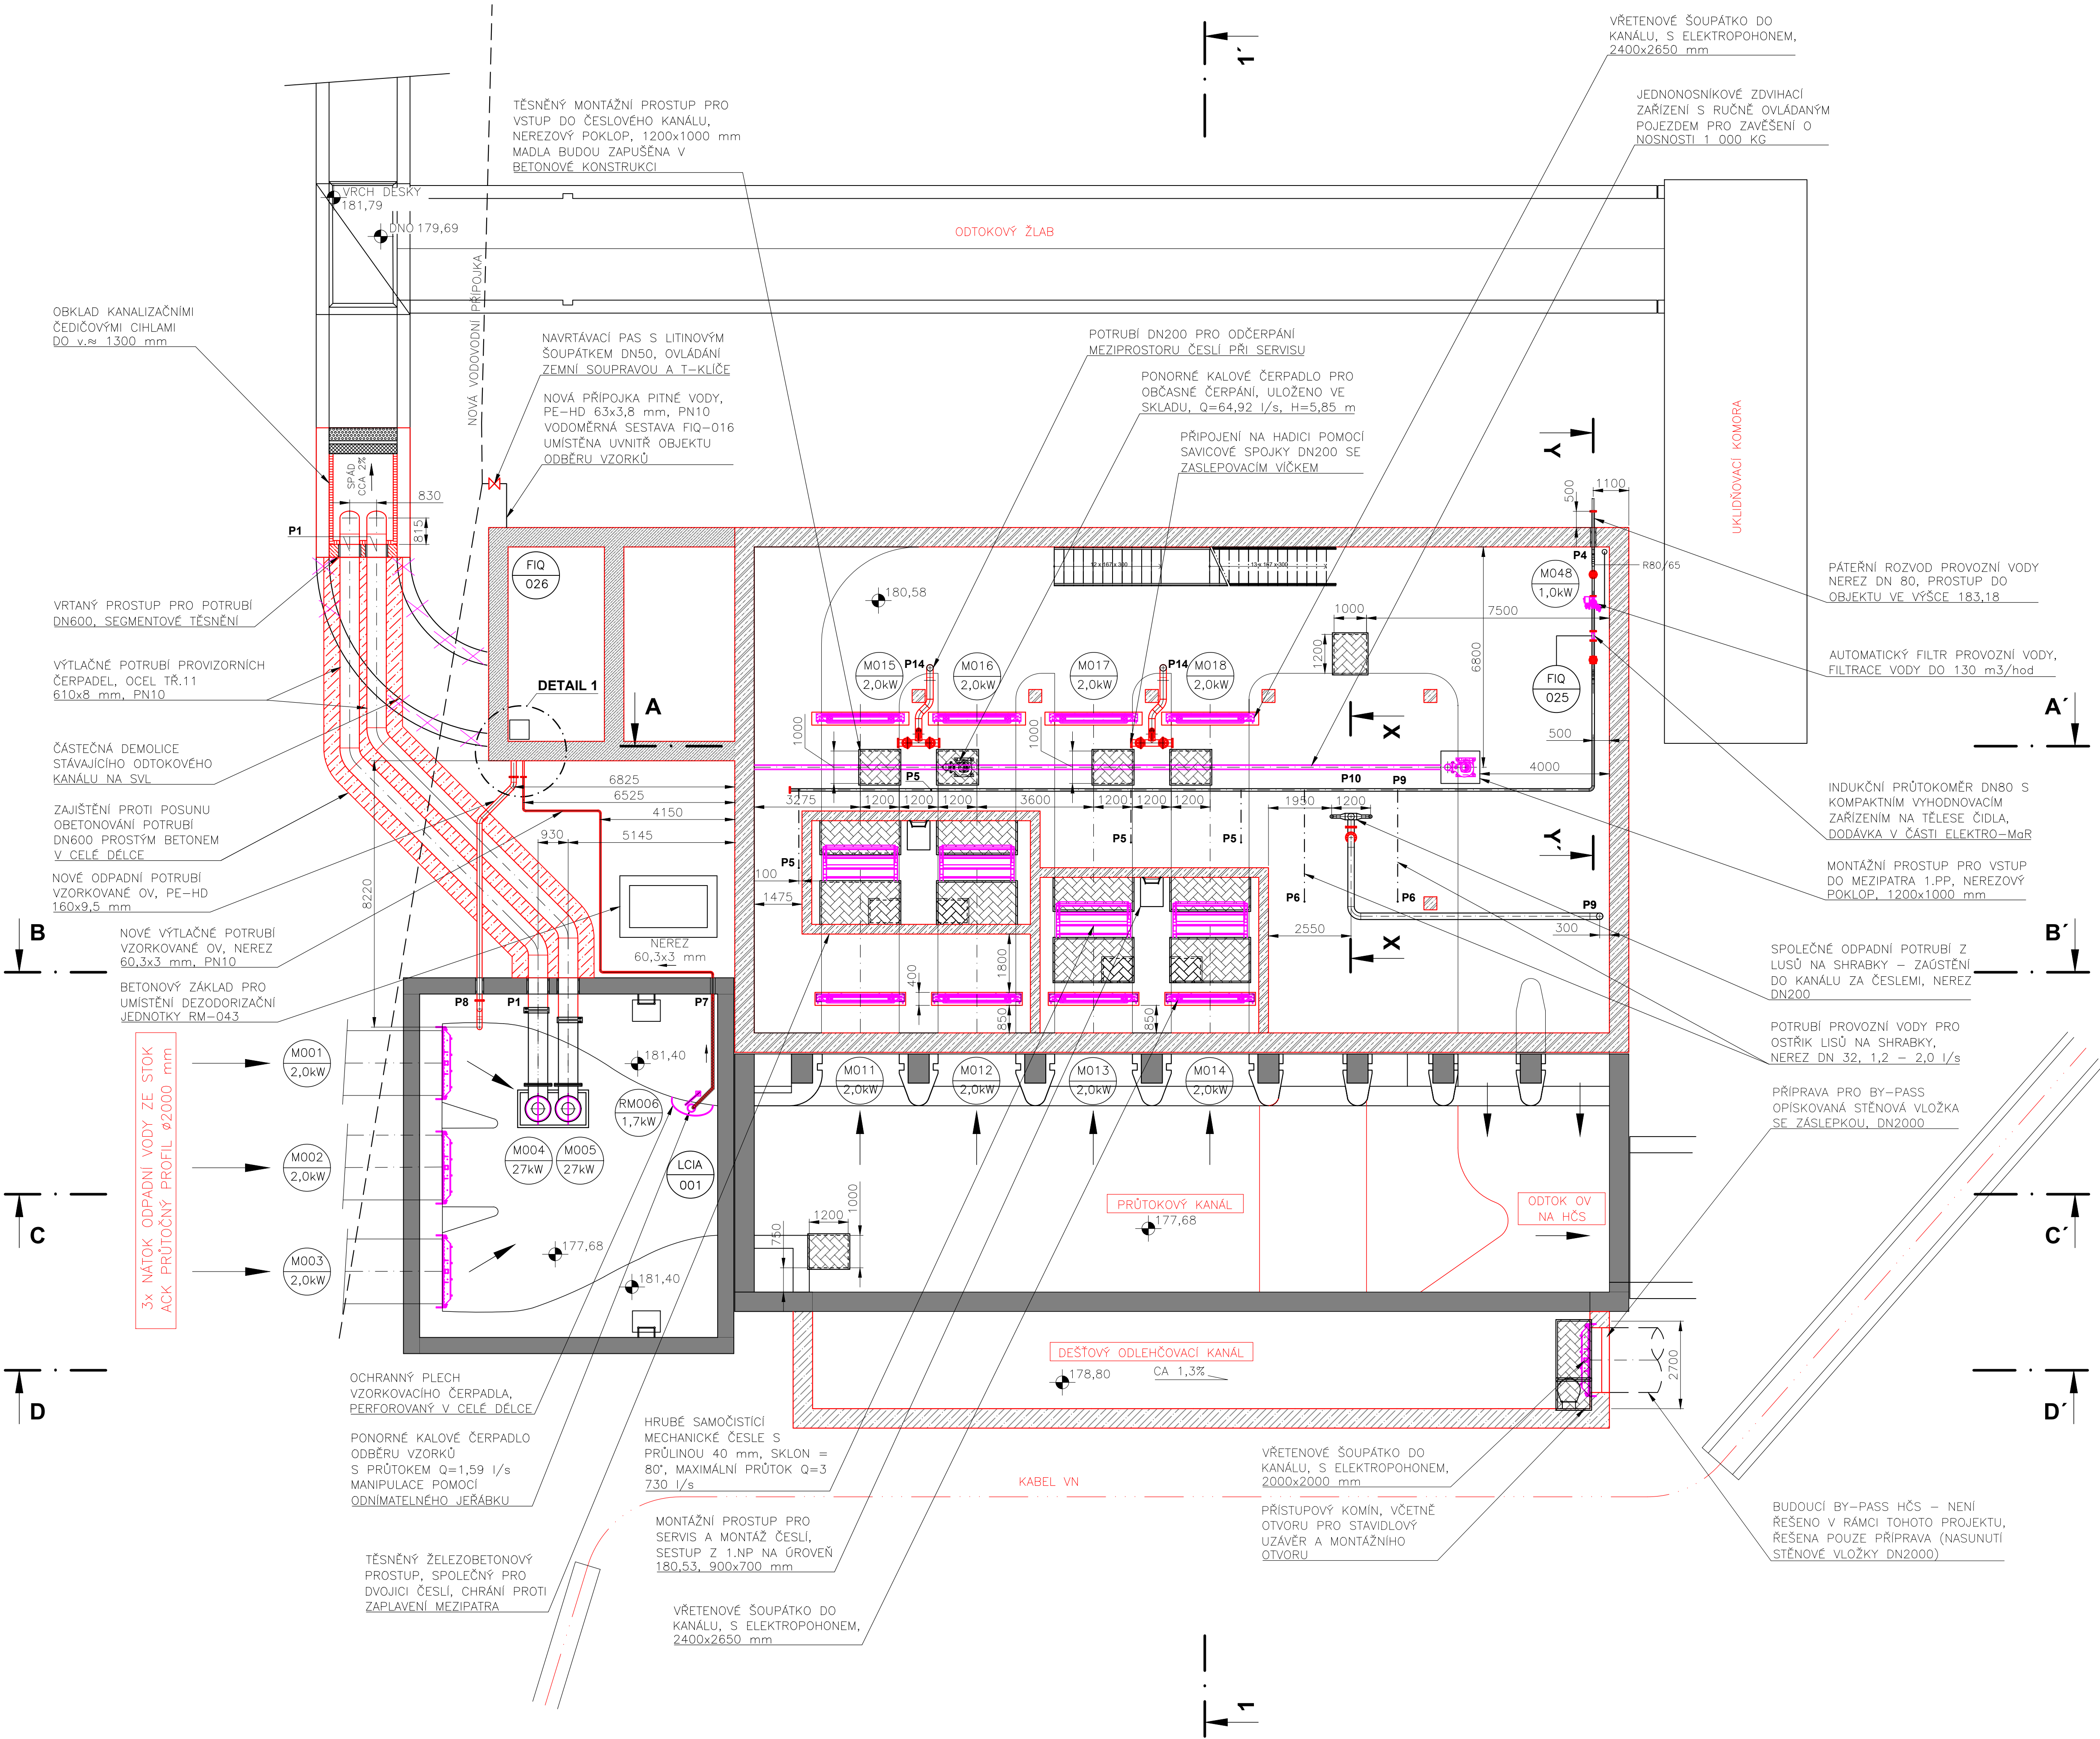 1´
VŘETENOVÉ ŠOUPÁTKO DO
KANÁLU, S ELEKTROPOHONEM,
2400x2650 mm
JEDNONOSNÍKOVÉ ZDVIHACÍ
ZAŘÍZENÍ S RUČNĚ OVLÁDANÝM
POJEZDEM PRO ZAVĚŠENÍ O
NOSNOSTI 1 000 KG
TĚSNĚNÝ MONTÁŽNÍ PROSTUP PRO
VSTUP DO ČESLOVÉHO KANÁLU,
NEREZOVÝ POKLOP, 1200x1000 mm
MADLA BUDOU ZAPUŠĚNA V
BETONOVÉ KONSTRUKCI
VRCH DESKY
181,79
DNO 179,69
ODTOKOVÝ ŽLAB
NOVÁ VODOVODNÍ PŘÍPOJKA
UKLIDŇOVACÍ KOMORA
OBKLAD KANALIZAČNÍMI
ČEDIČOVÝMI CIHLAMI
DO v.≈ 1300 mm
NAVRTÁVACÍ PAS S LITINOVÝM
ŠOUPÁTKEM DN50, OVLÁDÁNÍ
ZEMNÍ SOUPRAVOU A T–KLÍČE
NOVÁ PŘÍPOJKA PITNÉ VODY,
PE–HD 63x3,8 mm, PN10
VODOMĚRNÁ SESTAVA FIQ–016
UMÍSTĚNA UVNITŘ OBJEKTU
ODBĚRU VZORKŮ
POTRUBÍ DN200 PRO ODČERPÁNÍ
MEZIPROSTORU ČESLÍ PŘI SERVISU
PONORNÉ KALOVÉ ČERPADLO PRO
OBČASNÉ ČERPÁNÍ, ULOŽENO VE
SKLADU, Q=64,92 l/s, H=5,85 m
PŘIPOJENÍ NA HADICI POMOCÍ
SAVICOVÉ SPOJKY DN200 SE
ZASLEPOVACÍM VÍČKEM
SPÁD
CCA 2%
830
815
P1
Y
1100
500
P4
R80/65
FIQ
026
12 x 167 x 300
13 x 167 x 300
180,58
M048
1,0kW
1000
7500
1200
6800
PÁTEŘNÍ ROZVOD PROVOZNÍ VODY
NEREZ DN 80, PROSTUP DO
OBJEKTU VE VÝŠCE 183,18
VRTANÝ PROSTUP PRO POTRUBÍ
DN600, SEGMENTOVÉ TĚSNĚNÍ
VÝTLAČNÉ POTRUBÍ PROVIZORNÍCH
ČERPADEL, OCEL TŘ.11
610x8 mm, PN10
ČÁSTEČNÁ DEMOLICE
STÁVAJÍCÍHO ODTOKOVÉHO
KANÁLU NA SVL
ZAJIŠTĚNÍ PROTI POSUNU
OBETONOVÁNÍ POTRUBÍ
DN600 PROSTÝM BETONEM
V CELÉ DÉLCE
NOVÉ ODPADNÍ POTRUBÍ
VZORKOVANÉ OV, PE–HD
160x9,5 mm
NOVÉ VÝTLAČNÉ POTRUBÍ
VZORKOVANÉ OV, NEREZ
60,3x3 mm, PN10
BETONOVÝ ZÁKLAD PRO
UMÍSTĚNÍ DEZODORIZAČNÍ
JEDNOTKY RM–043
AUTOMATICKÝ FILTR PROVOZNÍ VODY,
FILTRACE VODY DO 130 m3/hod
M015
2,0kW
P14
M016
2,0kW
M017
2,0kW
P14
M018
2,0kW
FIQ
025
DETAIL 1
A
A´
X
1000
1000
500
4000
6825
6525
4150
930
5145
8220
P5
P10
P9
3275
1200
1200
1200
3600
1200
1200
1200
1950
1200
P5
P5
P5
100
1475
P6
P6
P9
2550
300
X
Y´
1800
400
850
850
INDUKČNÍ PRŮTOKOMĚR DN80 S
KOMPAKTNÍM VYHODNOVACÍM
ZAŘÍZENÍM NA TĚLESE ČIDLA,
DODÁVKA V ČÁSTI ELEKTRO–MaR
MONTÁŽNÍ PROSTUP PRO VSTUP
DO MEZIPATRA 1.PP, NEREZOVÝ
POKLOP, 1200x1000 mm
SPOLEČNÉ ODPADNÍ POTRUBÍ Z
LUSŮ NA SHRABKY – ZAÚSTĚNÍ
DO KANÁLU ZA ČESLEMI, NEREZ
DN200
POTRUBÍ PROVOZNÍ VODY PRO
OSTŘIK LISŮ NA SHRABKY,
NEREZ DN 32, 1,2 – 2,0 l/s
PŘÍPRAVA PRO BY–PASS
OPÍSKOVANÁ STĚNOVÁ VLOŽKA
SE ZÁSLEPKOU, DN2000
B
B´
NEREZ
60,3x3 mm
P8
P1
P7
3x NÁTOK ODPADNÍ VODY ZE STOK
ACK PRŮTOČNÝ PROFIL ø2000 mm
M001
2,0kW
M002
2,0kW
M003
2,0kW
181,40
RM006
1,7kW
M004
27kW
M005
27kW
LCIA
001
177,68
181,40
M011
2,0kW
M012
2,0kW
M013
2,0kW
M014
2,0kW
1200
1000
750
PRŮTOKOVÝ KANÁL
177,68
ODTOK OV
NA HČS
C
C´
DEŠŤOVÝ ODLEHČOVACÍ KANÁL
178,80
CA 1,3%
2700
D
D´
OCHRANNÝ PLECH
VZORKOVACÍHO ČERPADLA,
PERFOROVANÝ V CELÉ DÉLCE
PONORNÉ KALOVÉ ČERPADLO
ODBĚRU VZORKŮ
S PRŮTOKEM Q=1,59 l/s
MANIPULACE POMOCÍ
ODNÍMATELNÉHO JEŘÁBKU
TĚSNĚNÝ ŽELEZOBETONOVÝ
PROSTUP, SPOLEČNÝ PRO
DVOJICI ČESLÍ, CHRÁNÍ PROTI
ZAPLAVENÍ MEZIPATRA
HRUBÉ SAMOČISTÍCÍ
MECHANICKÉ ČESLE S
PRŮLINOU 40 mm, SKLON =
80°, MAXIMÁLNÍ PRŮTOK Q=3
730 l/s
MONTÁŽNÍ PROSTUP PRO
SERVIS A MONTÁŽ ČESLÍ,
SESTUP Z 1.NP NA ÚROVEŇ
180,53, 900x700 mm
VŘETENOVÉ ŠOUPÁTKO DO
KANÁLU, S ELEKTROPOHONEM,
2400x2650 mm
KABEL VN
VŘETENOVÉ ŠOUPÁTKO DO
KANÁLU, S ELEKTROPOHONEM,
2000x2000 mm
PŘÍSTUPOVÝ KOMÍN, VČETNĚ
OTVORU PRO STAVIDLOVÝ
UZÁVĚR A MONTÁŽNÍHO
OTVORU
BUDOUCÍ BY–PASS HČS – NENÍ
ŘEŠENO V RÁMCI TOHOTO PROJEKTU,
ŘEŠENA POUZE PŘÍPRAVA (NASUNUTÍ
STĚNOVÉ VLOŽKY DN2000)
1